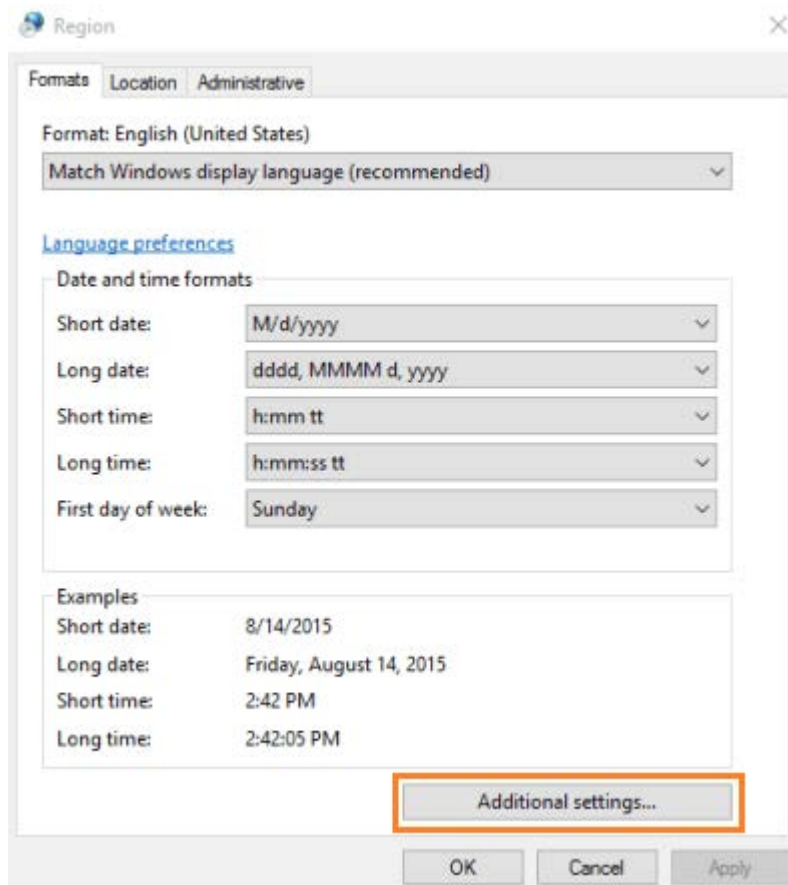 Region
Formats Location Administrative
Format: English (United States)
Match Windows display language (recommended)
Language preferences
Date and time formats
Short date: M/d/yyyy
Long date: dddd, MMMM d, yyyy
Short time: h:mm tt
Long time: h:mm:ss tt
First day of week: Sunday
Examples
Short date: 8/14/2015
Long date: Friday, August 14, 2015
Short time: 2:42 PM
Long time: 2:42:05 PM
Additional settings...
OK Cancel Apply